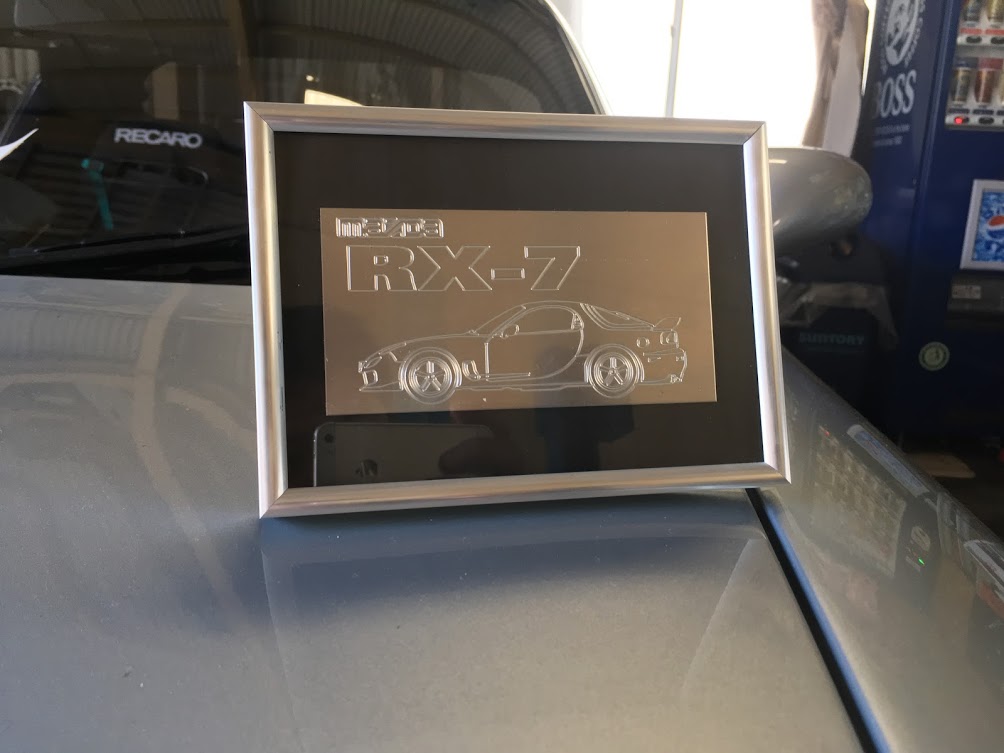 RECARO
mazda
RX-7
BOSS
SUNTORY